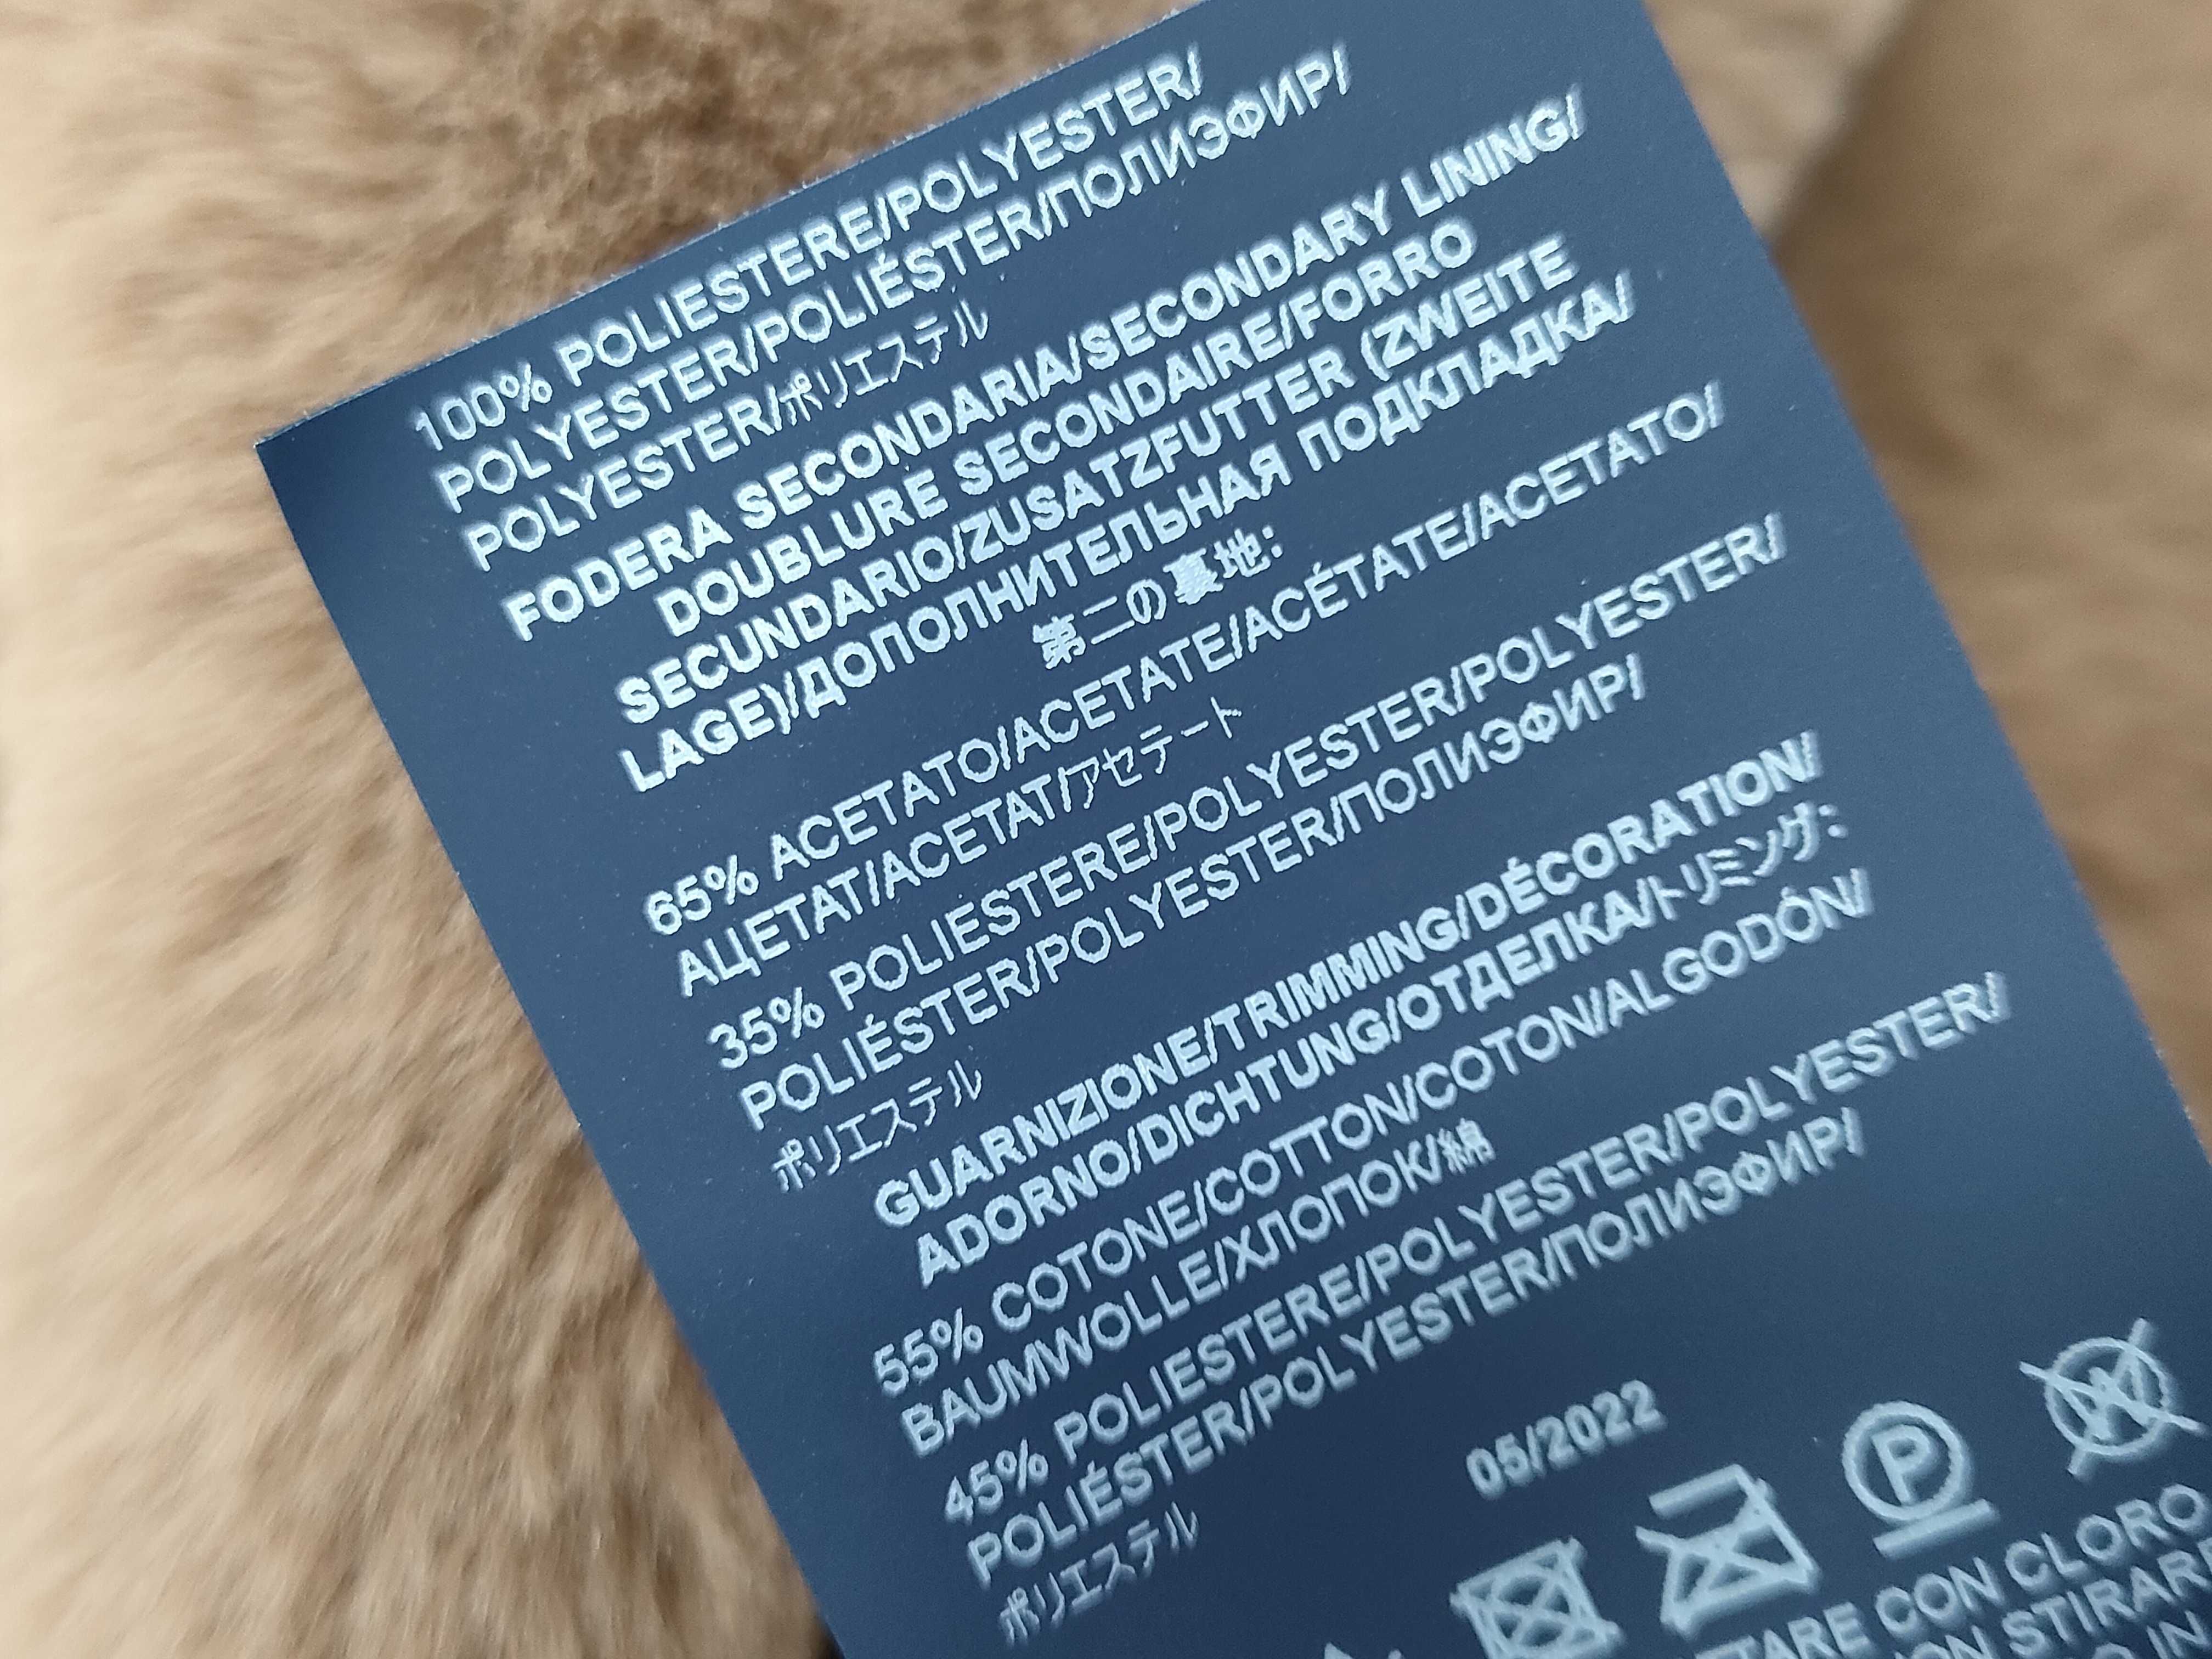 100% POLIESTERE/POLYESTER/
POLYESTER/POLIÉSTER/ПОЛИЭФИР/
POLYESTER/ポリエステル
FODERA SECONDARIA/SECONDARY LINING/
DOUBLURE SECONDAIRE/FORRO
SECUNDARIO/ZUSATZFUTTER (ZWEITE
LAGE)/ДОПОЛНИТЕЛЬНАЯ ПОДКЛАДКА/
第二の裏地:
65% ACETATO/ACETATE/ACÉTATE/ACETATO/
АЦЕТАТ/ACETAT/アセテート
35% POLIESTERE/POLYESTER/POLYESTER/
POLIÉSTER/POLYESTER/ПОЛИЭФИР/
ポリエステル
GUARNIZIONE/TRIMMING/DÉCORATION/
ADORNO/DICHTUNG/ОТДЕЛКА/トリミング:
55% COTONE/COTTON/COTON/ALGODÓN/
BAUMWOLLE/ХЛОПОК/綿
45% POLIESTERE/POLYESTER/POLYESTER/
POLIÉSTER/POLYESTER/ПОЛИЭФИР/
ポリエステル
05/2022
P W
CON CLORO
STIRAR
IN